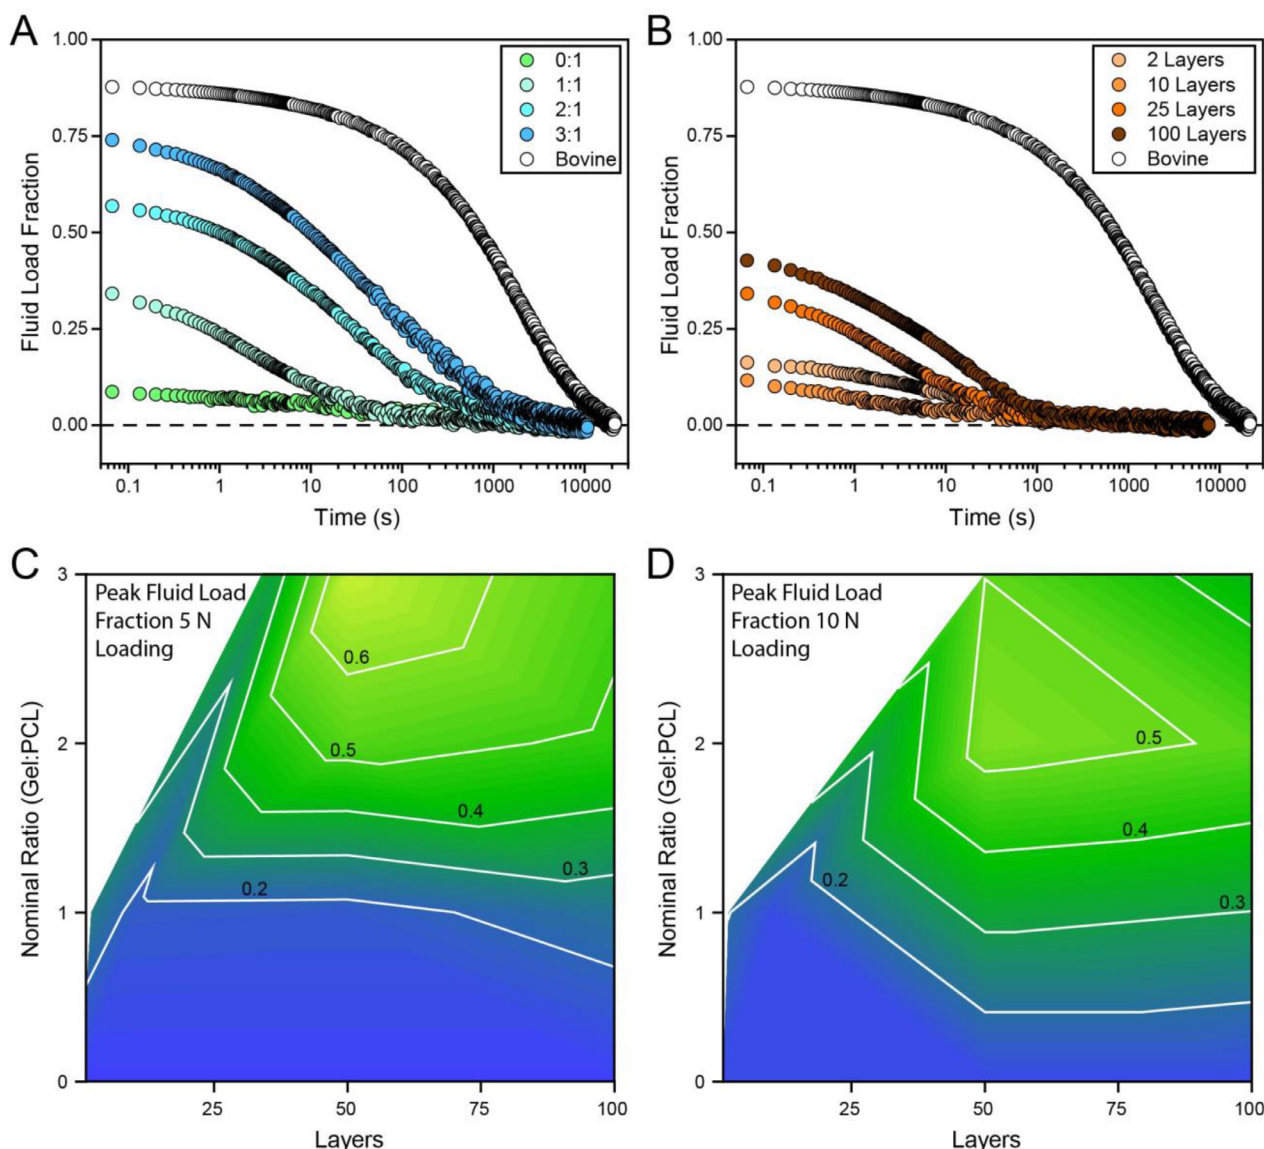 A
1.00
0.75
0.50
0.25
0.00
Fluid Load Fraction
0:1
1:1
2:1
3:1
Bovine
0.1
1
10
100
1000
10000
Time (s)
B
1.00
0.75
0.50
0.25
0.00
Fluid Load Fraction
2 Layers
10 Layers
25 Layers
100 Layers
Bovine
0.1
1
10
100
1000
10000
Time (s)
C
3
2
1
0
Nominal Ratio (Gel:PCL)
Peak Fluid Load
Fraction 5 N
Loading
0.6
0.5
0.4
0.3
0.2
25
50
75
100
Layers
D
3
2
1
0
Nominal Ratio (Gel:PCL)
Peak Fluid Load
Fraction 10 N
Loading
0.5
0.4
0.2
0.3
25
50
75
100
Layers